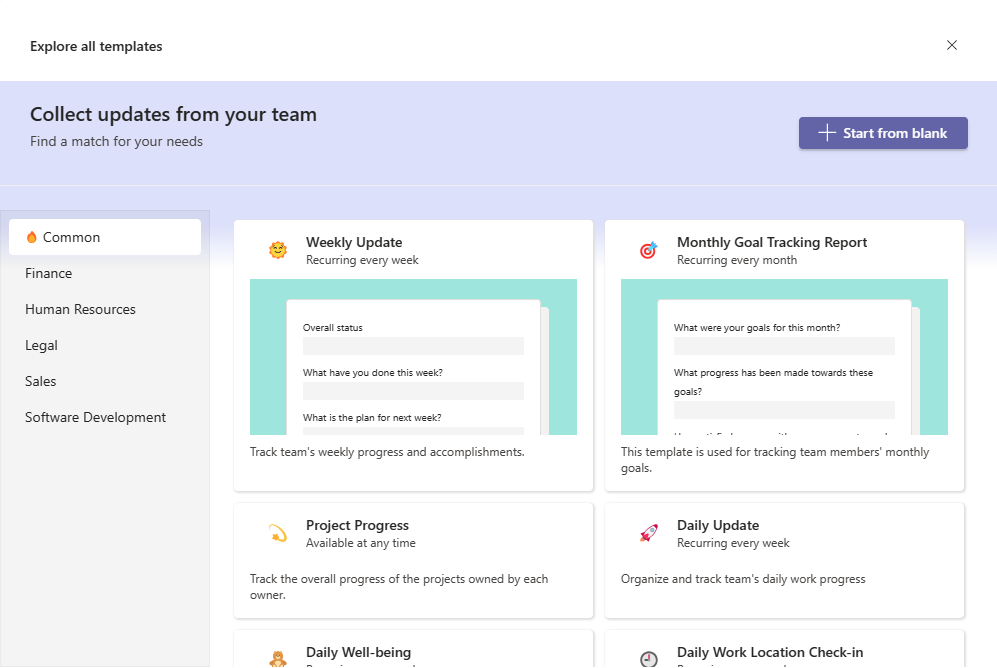 Explore all templates
Collect updates from your team
Find a match for your needs
Start from blank
Common
Finance
Human Resources
Legal
Sales
Software Development
Weekly Update
Recurring every week
Overall status
What have you done this week?
What is the plan for next week?
Track team's weekly progress and accomplishments.
Monthly Goal Tracking Report
Recurring every month
What were your goals for this month?
What progress has been made towards these
goals?
This template is used for tracking team members' monthly
goals.
Project Progress
Available at any time
Track the overall progress of the projects owned by each
owner.
Daily Update
Recurring every week
Organize and track team's daily work progress
Daily Well-being
Daily Work Location Check-in